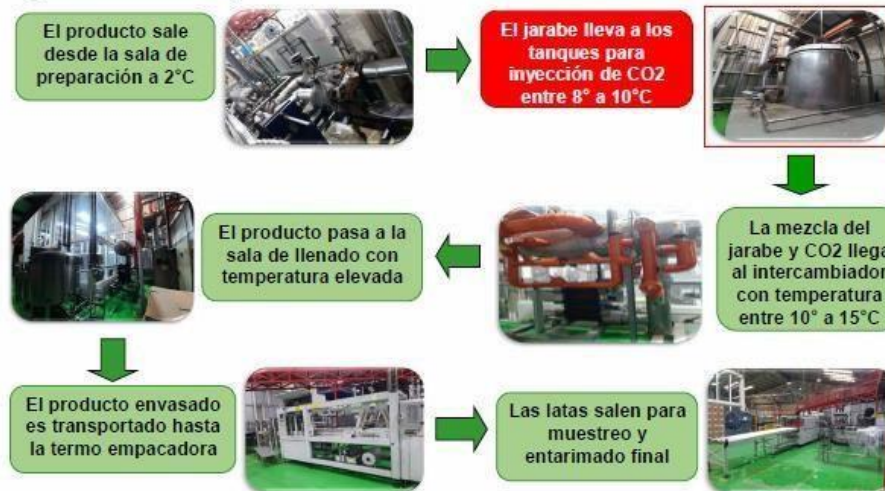 El producto sale
desde la sala de
preparación a 2°C
El jarabe lleva a los
tanques para
inyección de CO2
entre 8° a 10°C
La mezcla del
jarabe y CO2 llega
al intercambiador
con temperatura
entre 10° a 15°C
El producto pasa a la
sala de llenado con
temperatura elevada
El producto envasado
es transportado hasta
la termo empacadora
Las latas salen para
muestreo y
entarimado final